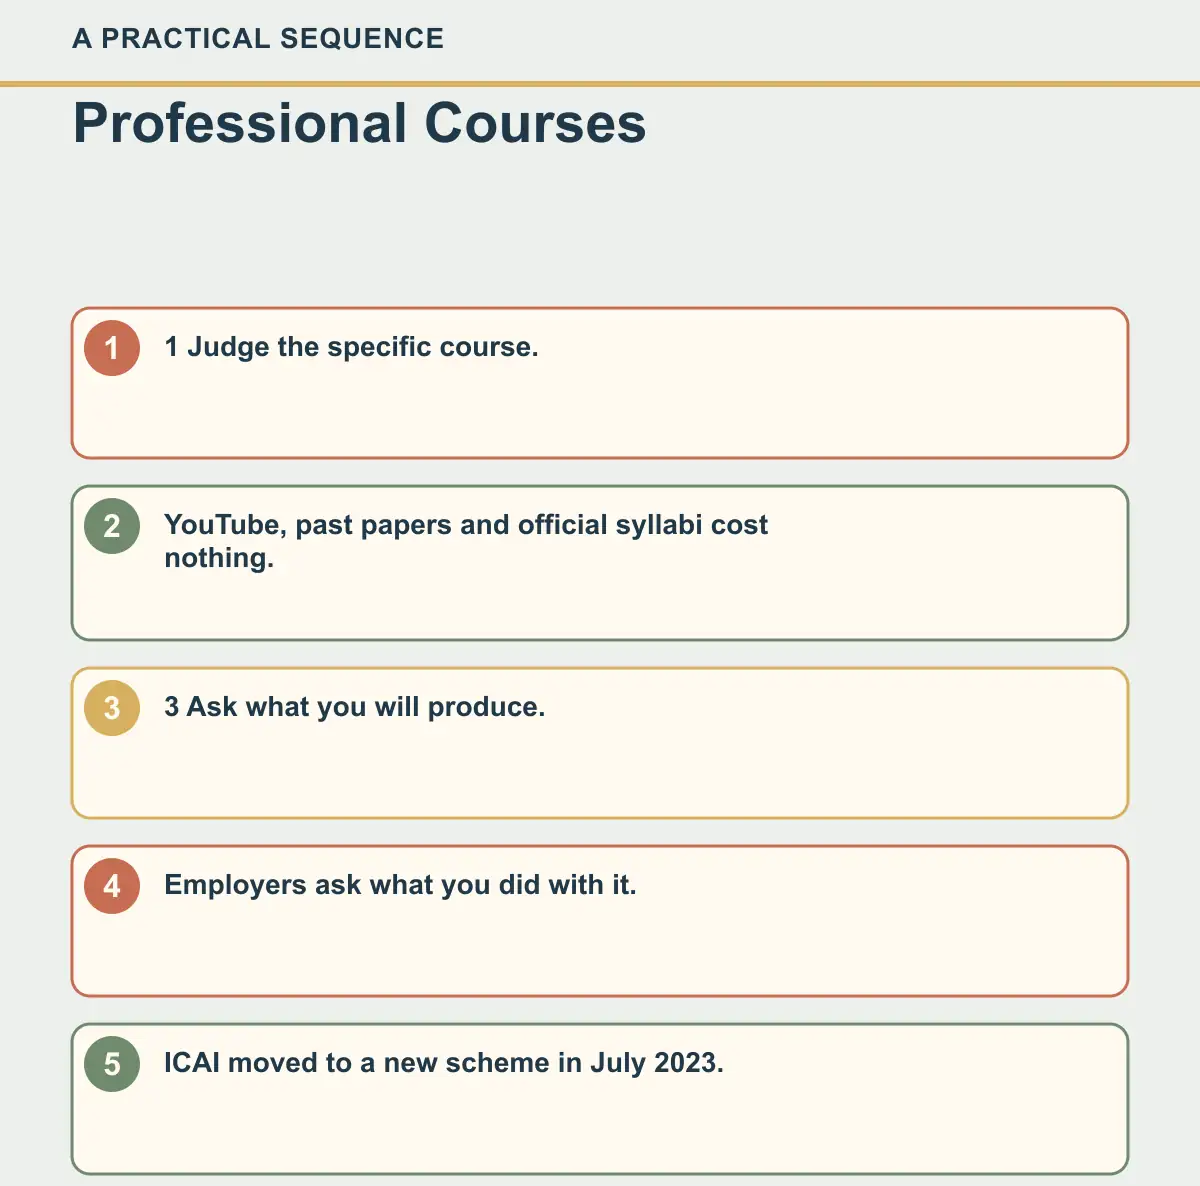 A PRACTICAL SEQUENCE
Professional Courses
1
1 Judge the specific course.
2
YouTube, past papers and official syllabi cost
nothing.
3
3 Ask what you will produce.
4
Employers ask what you did with it.
5
ICAI moved to a new scheme in July 2023.